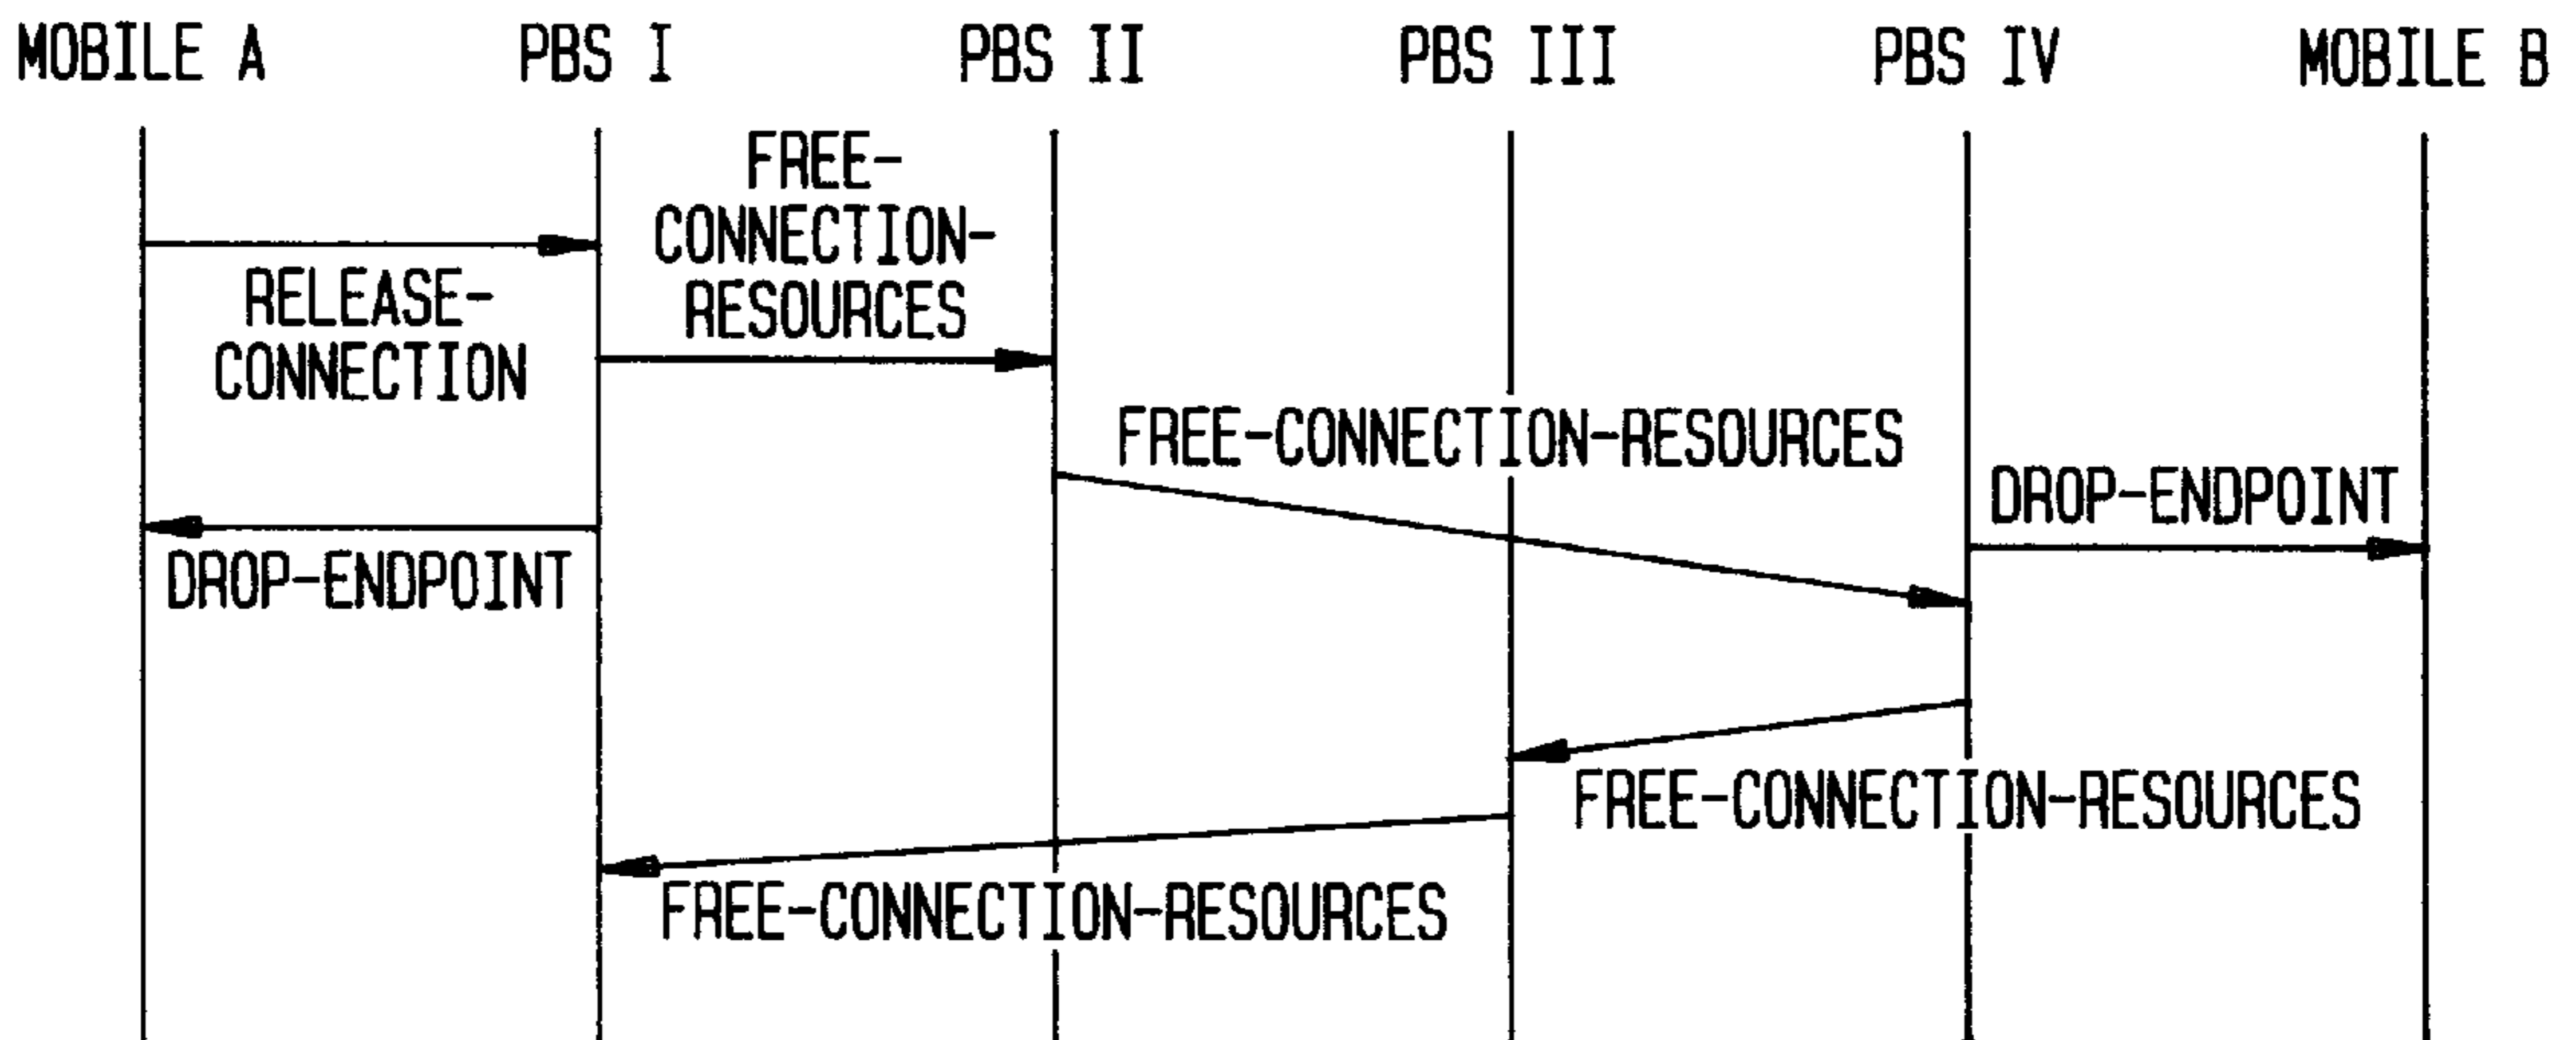 MOBILE A
PBS I
PBS II
PBS III
PBS IV
MOBILE B
FREE-
CONNECTION-
RESOURCES
RELEASE-
CONNECTION
FREE-CONNECTION-RESOURCES
DROP-ENDPOINT
DROP-ENDPOINT
FREE-CONNECTION-RESOURCES
FREE-CONNECTION-RESOURCES